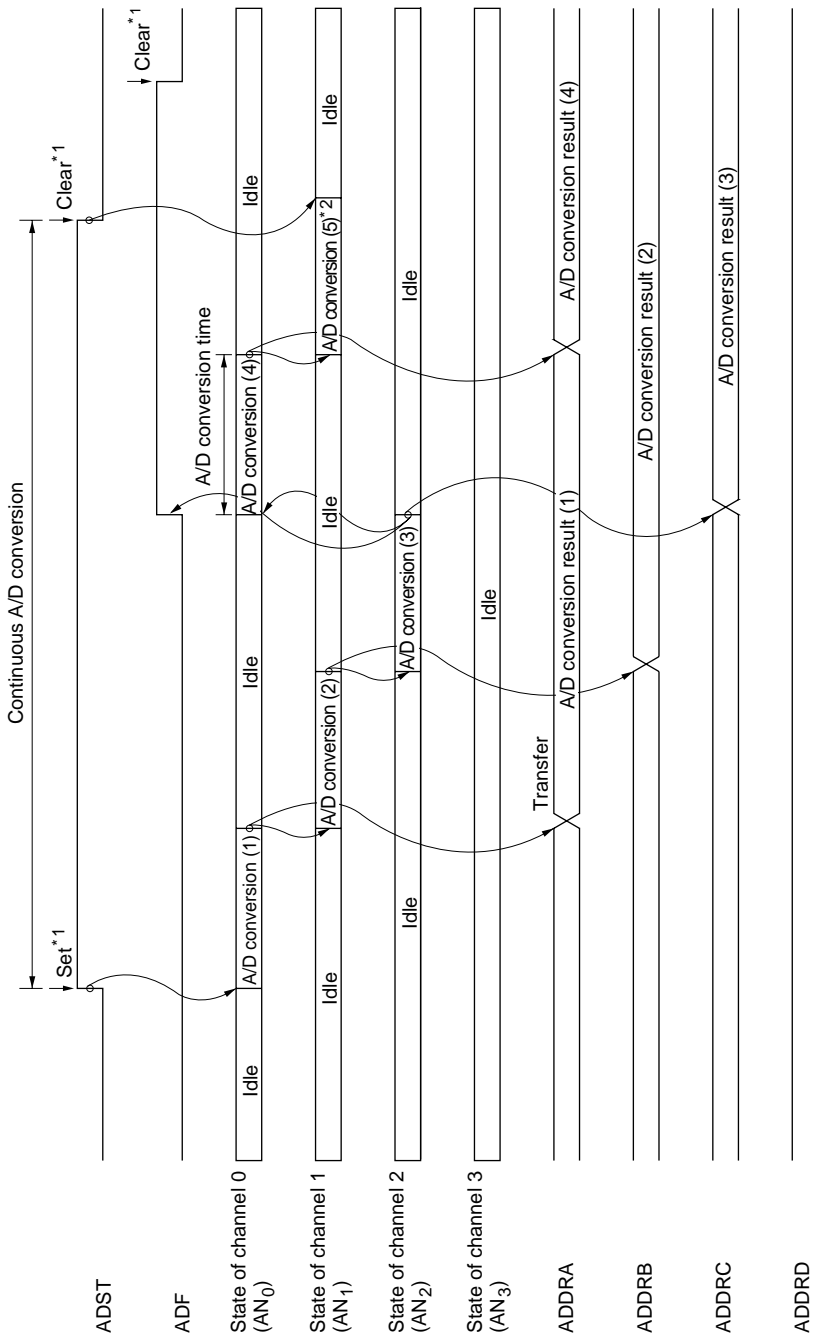 Continuous A/D conversion
Set*1
Clear*1
ADST
Clear*1
ADF
A/D conversion time
State of channel 0
(AN0)
Idle
A/D conversion (1)
Idle
A/D conversion (4)
Idle
State of channel 1
(AN1)
Idle
A/D conversion (2)
Idle
A/D conversion (5)*2
Idle
State of channel 2
(AN2)
Idle
A/D conversion (3)
Idle
State of channel 3
(AN3)
Idle
Transfer
ADDRA
A/D conversion result (1)
A/D conversion result (4)
ADDRB
A/D conversion result (2)
ADDRC
A/D conversion result (3)
ADDRD